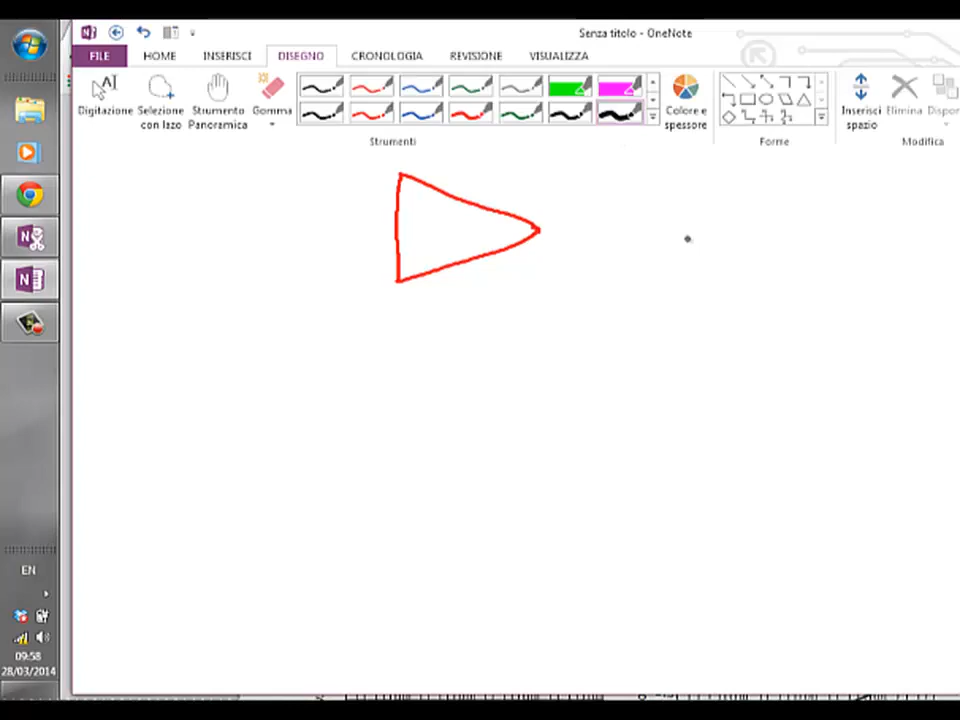 Senza titolo - OneNote
FILE HOME INSERISCI DISEGNO CRONOLOGIA REVISIONE VISUALIZZA
Digitazione
Selezione con lazo
Strumento Panoramica
Gomma
Colore e spessore
Inserisci spazio
Elimina
Dispor
Strumenti
Forme
Modifica
EN
09:58
28/03/2014